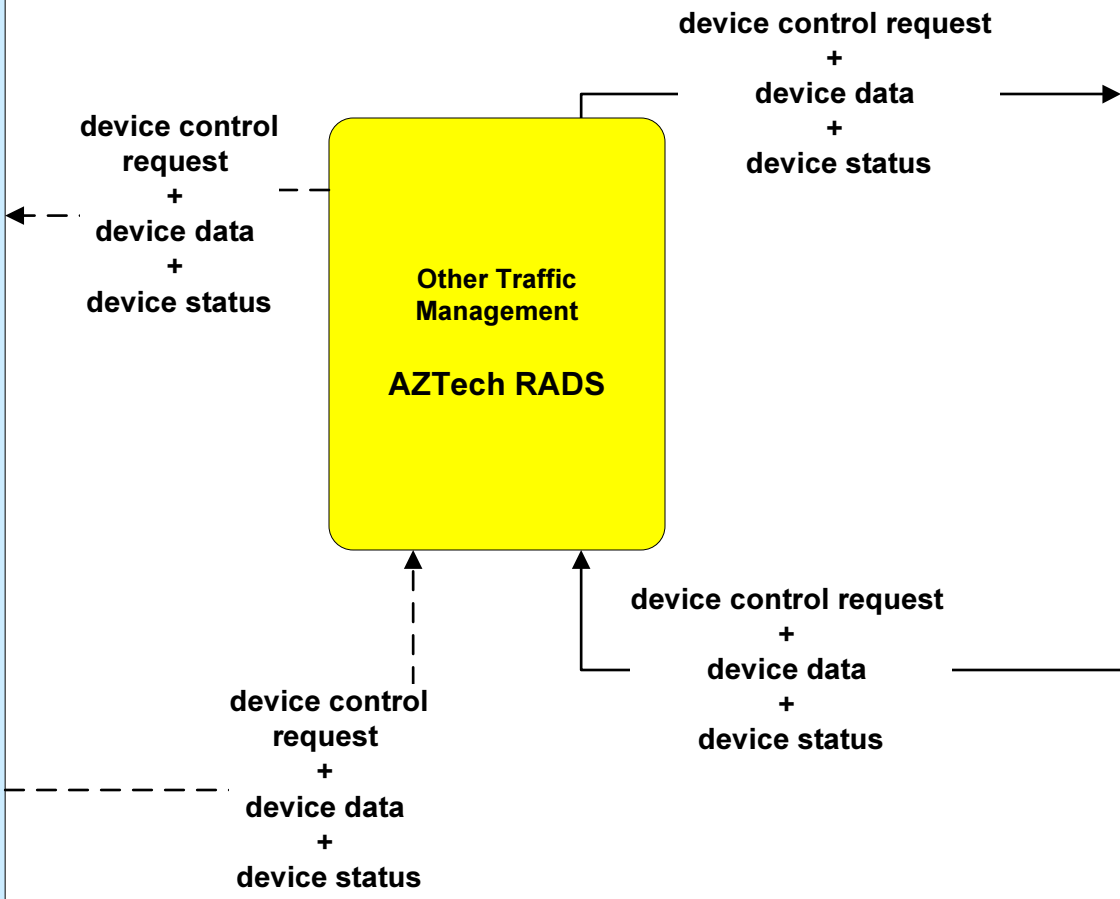 device control request
+
device data
+
device status
device control
request
+
device data
+
device status
Other Traffic
Management
AZTech RADS
device control request
+
device data
+
device status
device control
request
+
device data
+
device status